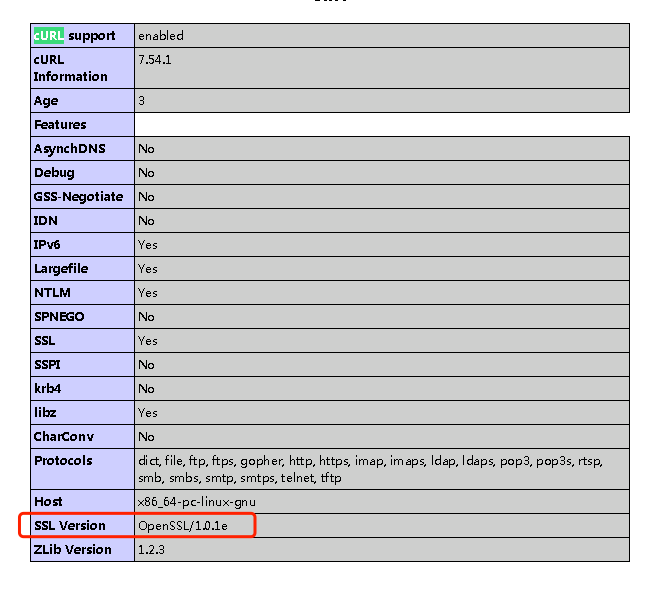 cURL support enabled
cURL Information 7.54.1
Age 3
Features
AsynchDNS No
Debug No
GSS-Negotiate No
IDN No
IPv6 Yes
Largefile Yes
NTLM Yes
SPNEGO No
SSL Yes
SSPI No
krb4 No
libz Yes
CharConv No
Protocols dict, file, ftp, ftps, gopher, http, https, imap, imaps, ldap, ldaps, pop3, pop3s, rtsp,
smb, smbs, smtp, smtps, telnet, tftp
Host x86_64-pc-linux-gnu
SSL Version OpenSSL/1.0.1e
ZLib Version 1.2.3